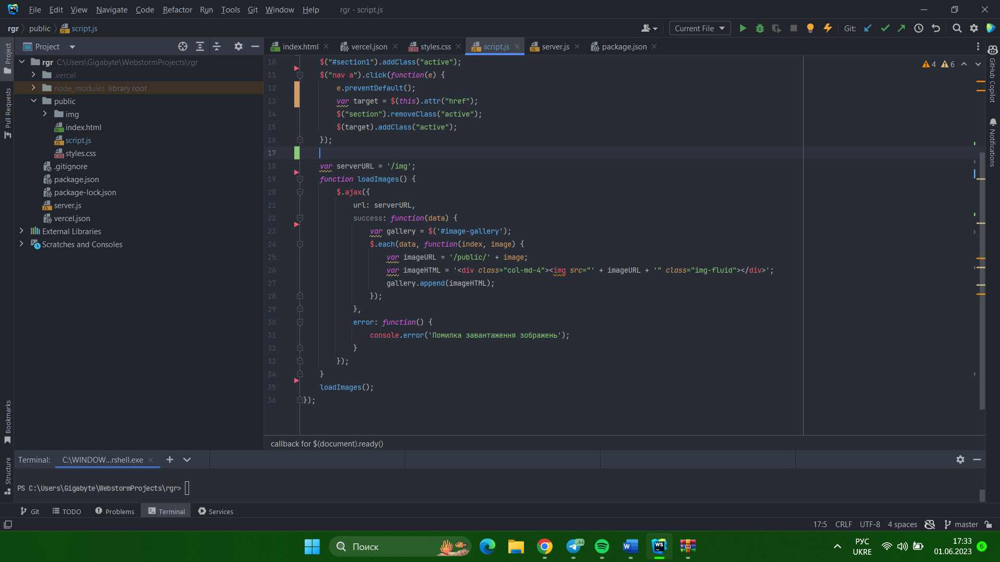 File Edit View Navigate Code Refactor Run Tools Git Window Help rgr - script.js
rgr public script.js Current File Git:
Project
index.html vercel.json styles.css script.js server.js package.json
rgr C:\Users\Gigabyte\WebstormProjects\rgr
.vercel
node_modules library root
public
img
index.html
script.js
styles.css
.gitignore
package.json
package-lock.json
server.js
vercel.json
External Libraries
Scratches and Consoles
Project
Pull Requests
Bookmarks
Structure
4 6
10 $("#section1").addClass("active");
11 $("nav a").click(function(e) {
12 e.preventDefault();
13 var target = $(this).attr("href");
14 $("section").removeClass("active");
15 $(target).addClass("active");
16 });
17
18 var serverURL = '/img';
19 function loadImages() {
20 $.ajax({
21 url: serverURL,
22 success: function(data) {
23 var gallery = $('#image-gallery');
24 $.each(data, function(index, image) {
25 var imageURL = '/public/' + image;
26 var imageHTML = '<div class="col-md-4"><img src="' + imageURL + '" class="img-fluid"></div>';
27 gallery.append(imageHTML);
28 });
29 },
30 error: function() {
31 console.error('Помилка завантаження зображень');
32 }
33 });
34 }
35 loadImages();
36 });
callback for $(document).ready()
GitHub Copilot
Notifications
Terminal: C:\WINDOW...rshell.exe
PS C:\Users\Gigabyte\WebstormProjects\rgr>
Git TODO Problems Terminal Services
17:5 CRLF UTF-8 4 spaces master
Поиск
44
W
WS
РУС
UKRE
17:33
01.06.2023
6